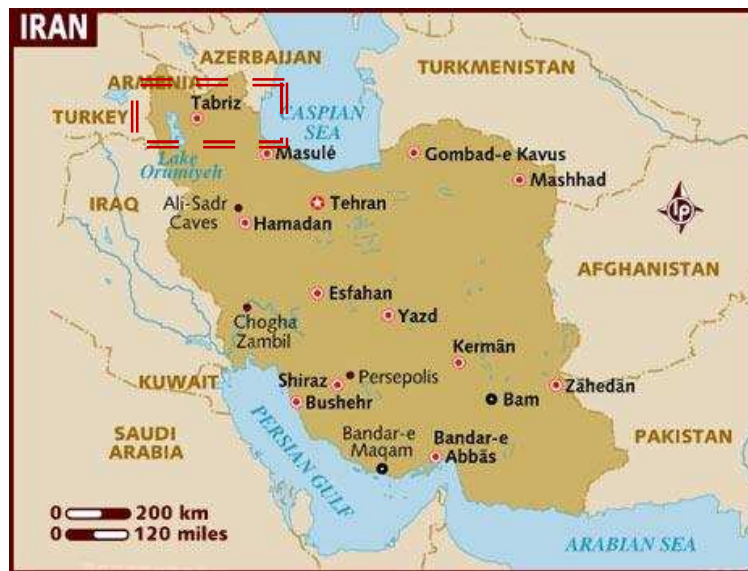 IRAN
AZERBAIJAN
TURKMENISTAN
ARMENIA
TURKEY
Tabriz
CASPIAN
SEA
Masulé
Gombad-e Kavus
Lake
Orumiyeh
Mashhad
IRAQ
Ali-Sadr
Caves
Tehran
Hamadan
LP
AFGHANISTAN
Esfahan
Yazd
Chogha
Zambil
Kermān
KUWAIT
Shiraz
Persepolis
Zāhedān
Bushehr
Bam
SAUDI
ARABIA
PERSIAN GULF
Bandar-e
Maqam
Bandar-e
Abbās
PAKISTAN
0 200 km
0 120 miles
ARABIAN SEA